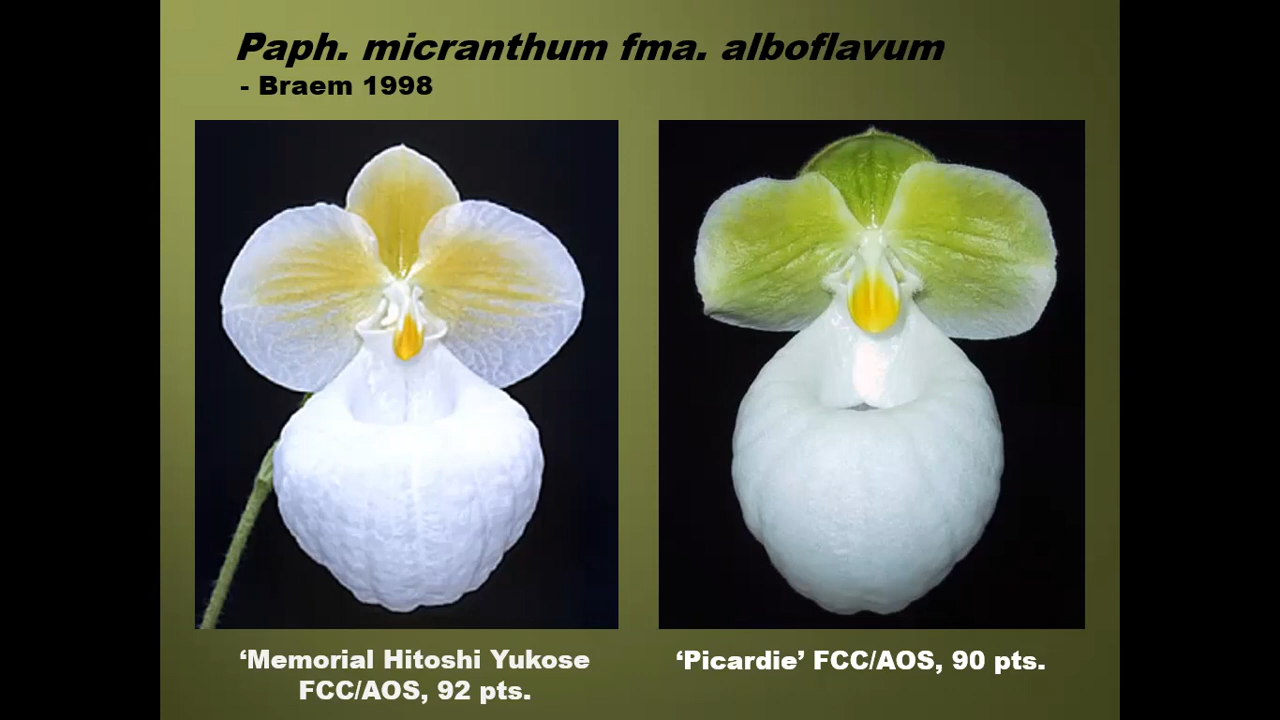 Paph. micranthum fma. alboflavum
- Braem 1998
‘Memorial Hitoshi Yukose
FCC/AOS, 92 pts.
‘Picardie’ FCC/AOS, 90 pts.